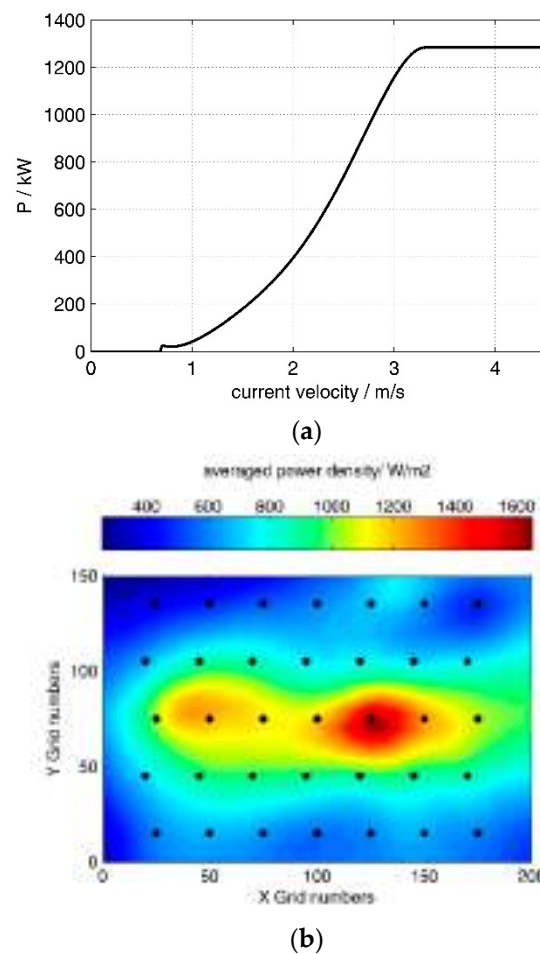 1400
1200
1000
800
600
400
200
0
P / kW
0 1 2 3 4
current velocity / m/s
(a)
averaged power density/ W/m2
400 600 800 1000 1200 1400 1600
150
100
50
0
Y Grid numbers
0 50 100 150 200
X Grid numbers
(b)